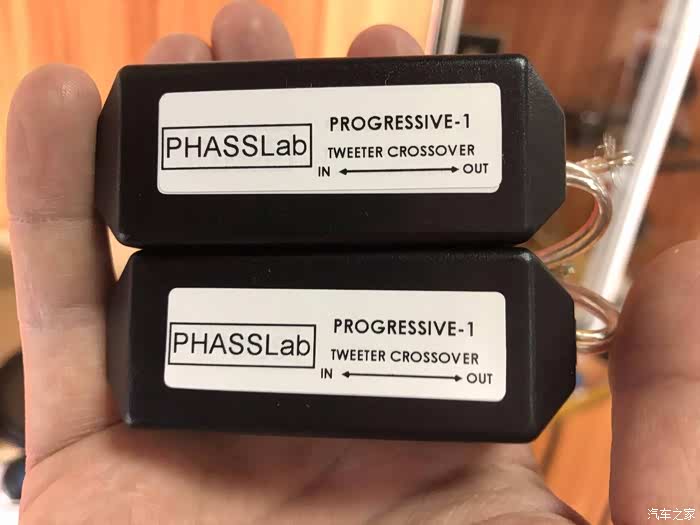 PHASSLab
PROGRESSIVE-1
TWEETER CROSSOVER
IN OUT
PHASSLab
PROGRESSIVE-1
TWEETER CROSSOVER
IN OUT
汽车之家